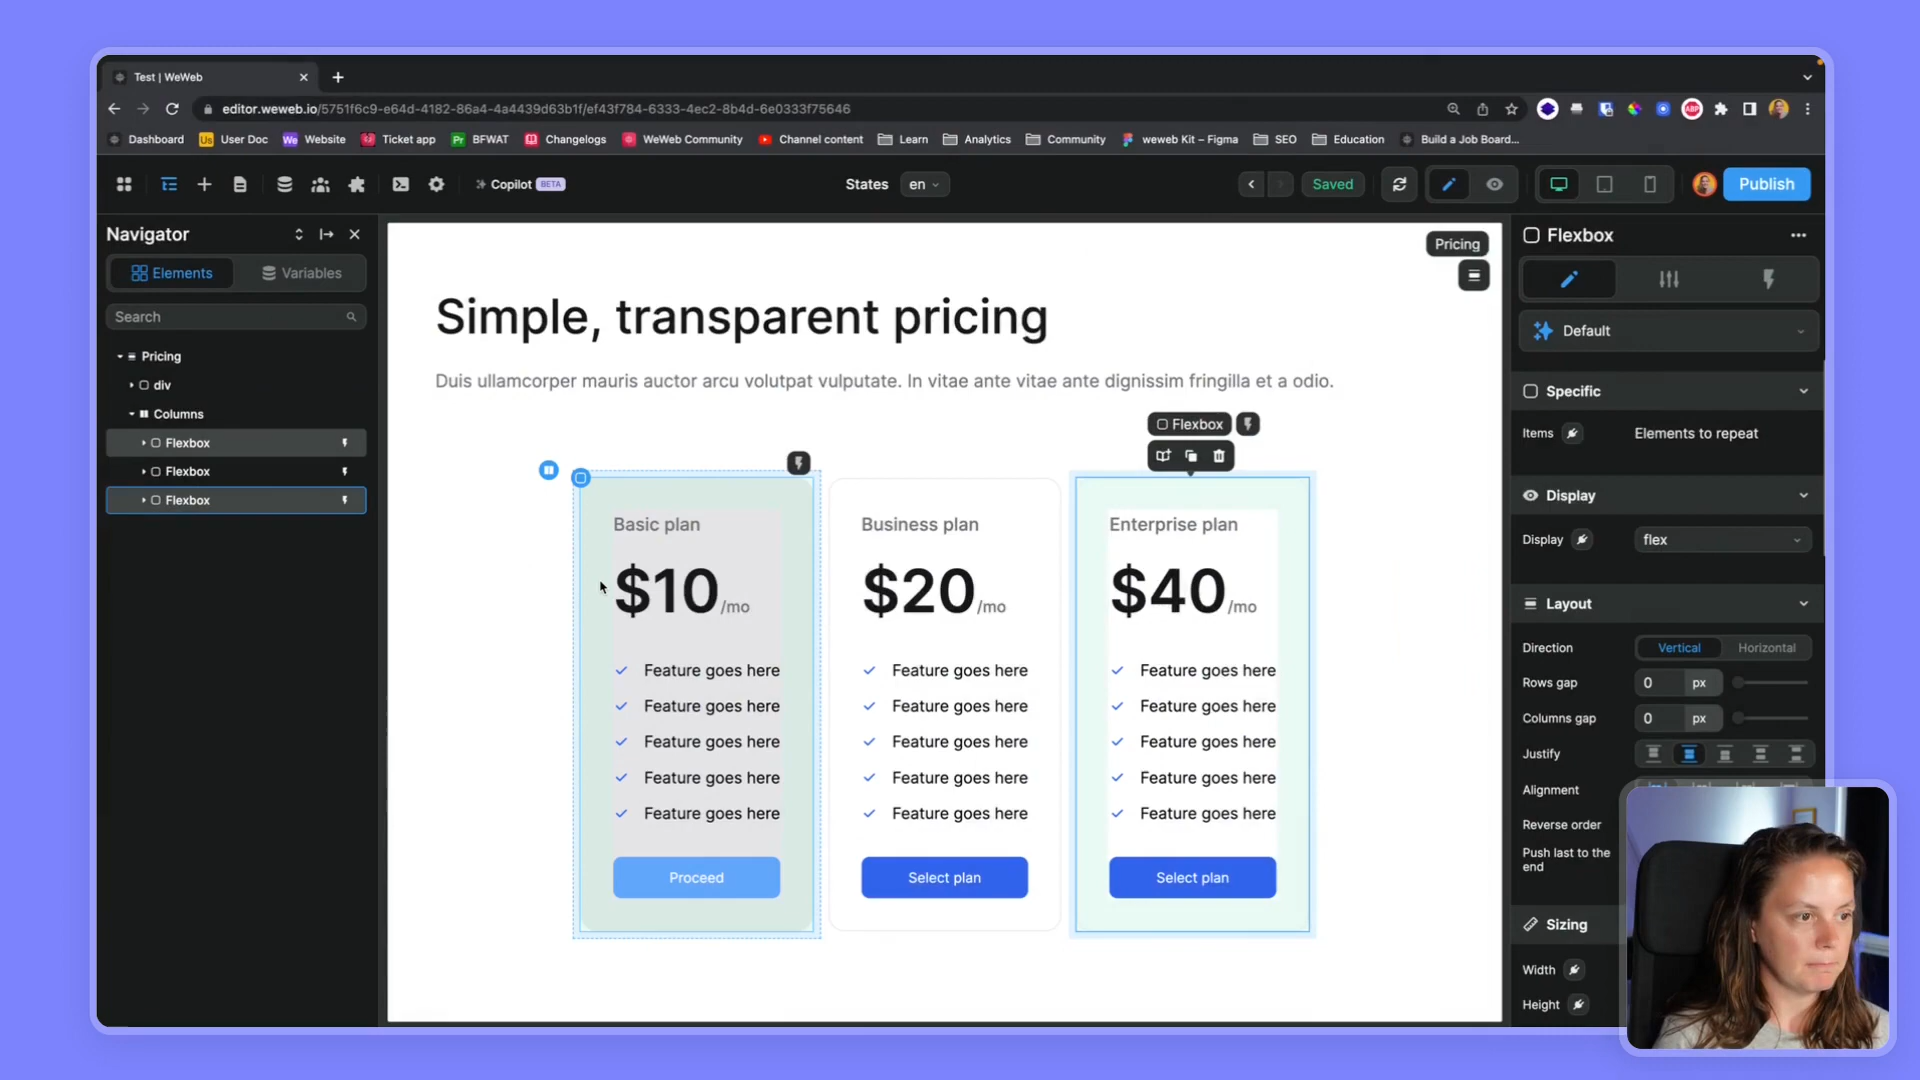 Test | WeWeb
editor.weweb.io/5751f6c9-e64d-4182-86a4-4a4439d63b1f/ef43f784-6333-4ec2-8b4d-6e0333f75646
Dashboard
Us User Doc
We Website
Ticket app
Pr BFWAT
Changelogs
WeWeb Community
Channel content
Learn
Analytics
Community
weweb Kit – Figma
SEO
Education
Build a Job Board...
ABP
Copilot BETA
States
en
Saved
Publish
Navigator
Elements
Variables
Search
Pricing
div
Columns
Flexbox
Flexbox
Flexbox
Pricing
Simple, transparent pricing
Duis ullamcorper mauris auctor arcu volutpat vulputate. In vitae ante vitae ante dignissim fringilla et a odio.
Flexbox
Basic plan
$10/mo
Feature goes here
Feature goes here
Feature goes here
Feature goes here
Feature goes here
Proceed
Business plan
$20/mo
Feature goes here
Feature goes here
Feature goes here
Feature goes here
Feature goes here
Select plan
Enterprise plan
$40/mo
Feature goes here
Feature goes here
Feature goes here
Feature goes here
Feature goes here
Select plan
Flexbox
Default
Specific
Items
Elements to repeat
Display
Display
flex
Layout
Direction
Vertical
Horizontal
Rows gap
0 px
Columns gap
0 px
Justify
Alignment
Reverse order
Push last to the
end
Sizing
Width
Height